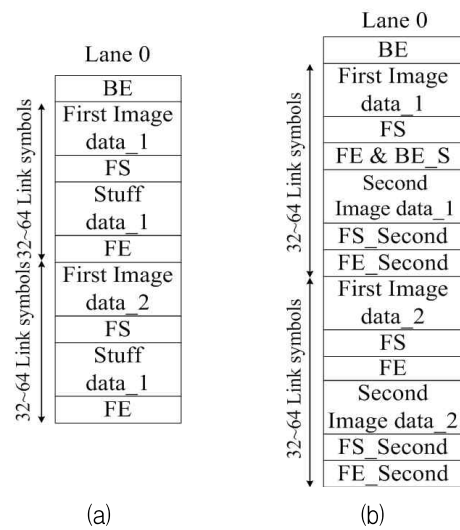 Lane 0
BE
First Image
data_1
FS
Stuff
data_1
FE
First Image
data_2
FS
Stuff
data_1
FE
32~64 Link symbols
32~64 Link symbols
(a)
Lane 0
BE
First Image
data_1
FS
FE & BE_S
Second
Image data_1
FS_Second
FE_Second
First Image
data_2
FS
FE
Second
Image data_2
FS_Second
FE_Second
32~64 Link symbols
32~64 Link symbols
(b)